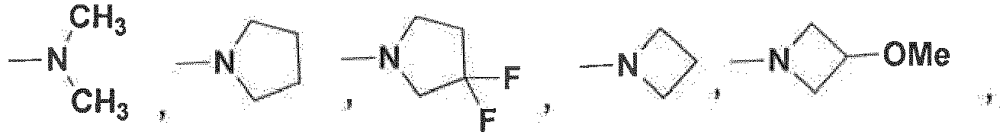 CH₃
N N N F N N OMe
CH₃ , , F , , ,